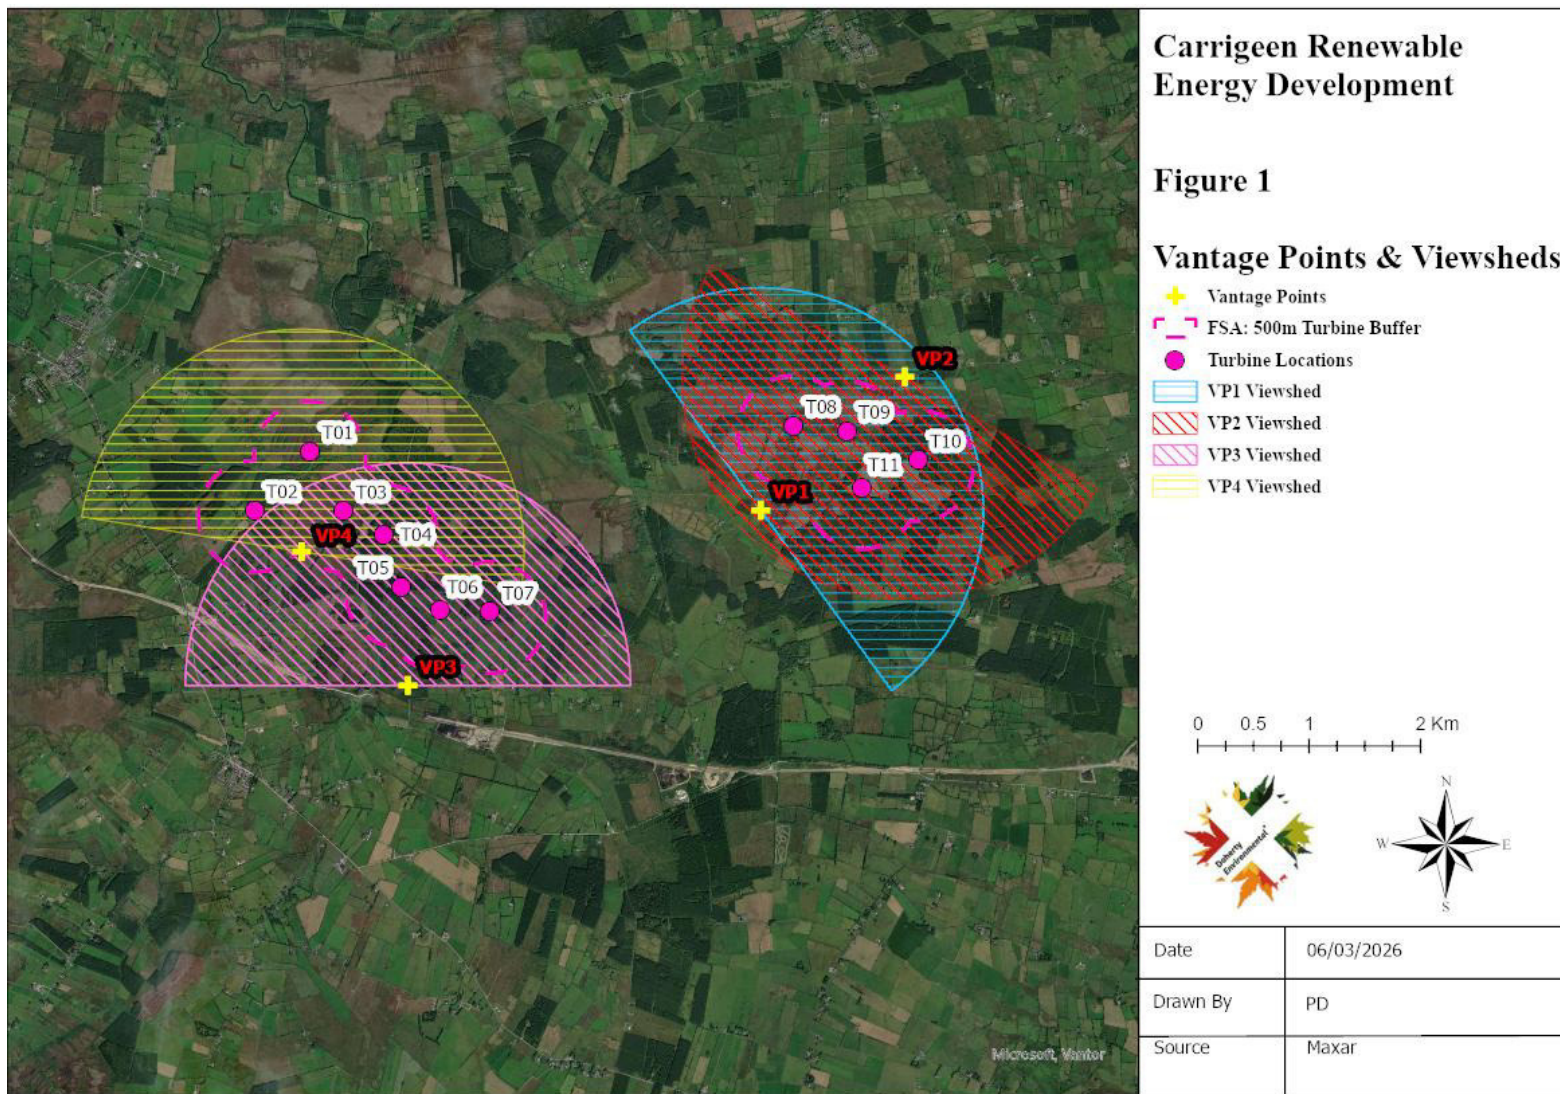 Carrigeen Renewable
Energy Development
Figure 1
Vantage Points & Viewsheds
Vantage Points
FSA: 500m Turbine Buffer
Turbine Locations
VP1 Viewshed
VP2 Viewshed
VP3 Viewshed
VP4 Viewshed
VP2
T08
T09
T10
T11
VP1
T01
T02
T03
VP4
T04
T05
T06
T07
VP3
0 0.5 1 2 Km
Doherty
Environmental
N
W E
S
Date 06/03/2026
Drawn By PD
Source Maxar
Microsoft, Vantor